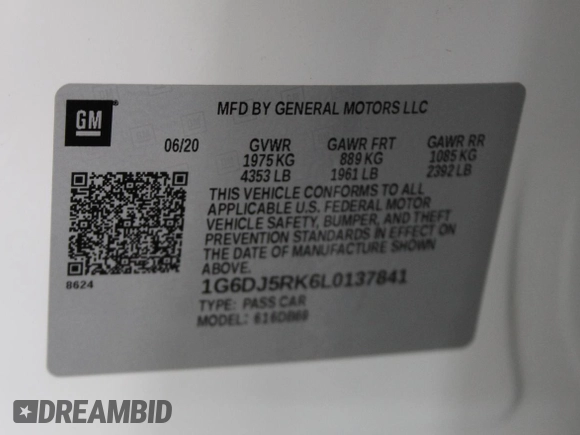 GM
MFD BY GENERAL MOTORS LLC
06/20 GVWR GAWR FRT GAWR RR
1975 KG 889 KG 1085 KG
4353 LB 1961 LB 2392 LB
THIS VEHICLE CONFORMS TO ALL
APPLICABLE U.S. FEDERAL MOTOR
VEHICLE SAFETY, BUMPER, AND THEFT
PREVENTION STANDARDS IN EFFECT ON
THE DATE OF MANUFACTURE SHOWN
ABOVE.
8624
1G6DJ5RK6L0137841
TYPE: PASS CAR
MODEL: 616DB69
DREAMBID